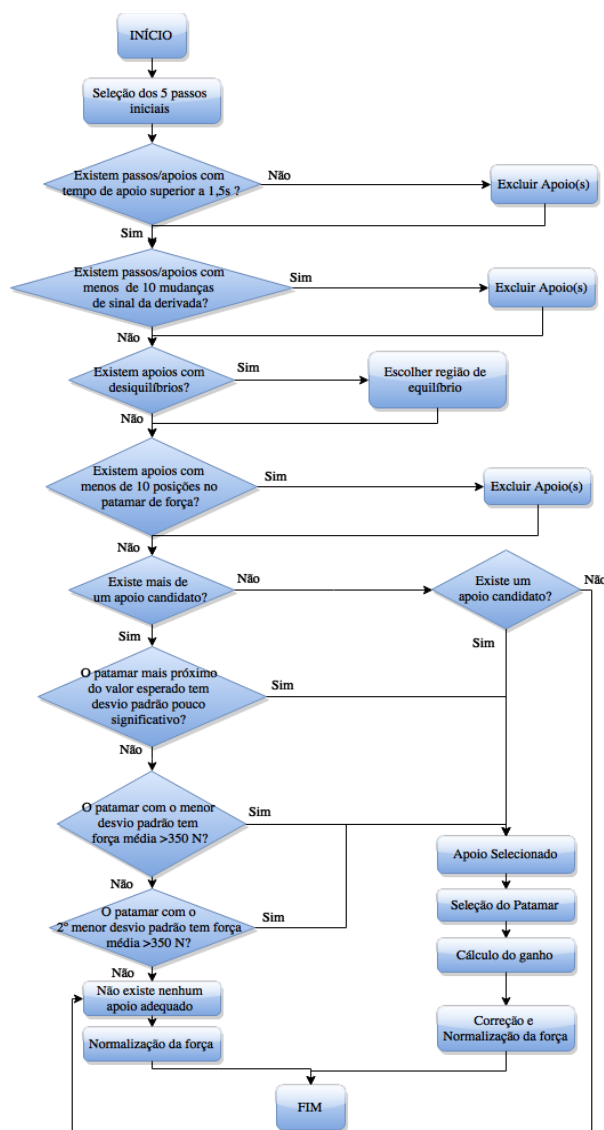 INÍCIO
Seleção dos 5 passos
iniciais
Existem passos/apoios com
tempo de apoio superior a 1,5s ?
Não
Excluir Apoio(s)
Sim
Existem passos/apoios com
menos de 10 mudanças
de sinal da derivada?
Sim
Excluir Apoio(s)
Não
Existem apoios com
desiquilíbrios?
Sim
Escolher região de
equilíbrio
Não
Existem apoios com
menos de 10 posições no
patamar de força?
Sim
Excluir Apoio(s)
Não
Existe mais de
um apoio candidato?
Não
Existe um
apoio candidato?
Não
Sim
Sim
O patamar mais próximo
do valor esperado tem
desvio padrão pouco
significativo?
Sim
Não
O patamar com o menor
desvio padrão tem
força média >350 N?
Sim
Não
O patamar com o
2º menor desvio padrão tem força
média >350 N?
Sim
Não
Apoio Selecionado
Seleção do Patamar
Cálculo do ganho
Correção e
Normalização da força
Não existe nenhum
apoio adequado
Normalização da força
FIM